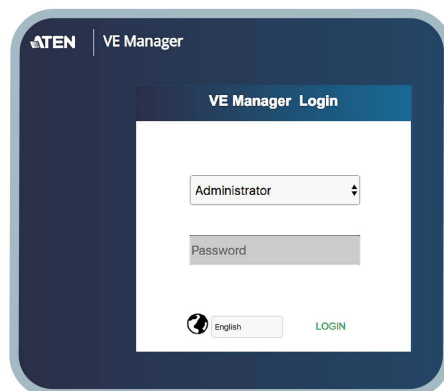 ATEN VE Manager
VE Manager Login
Administrator
Password
English LOGIN